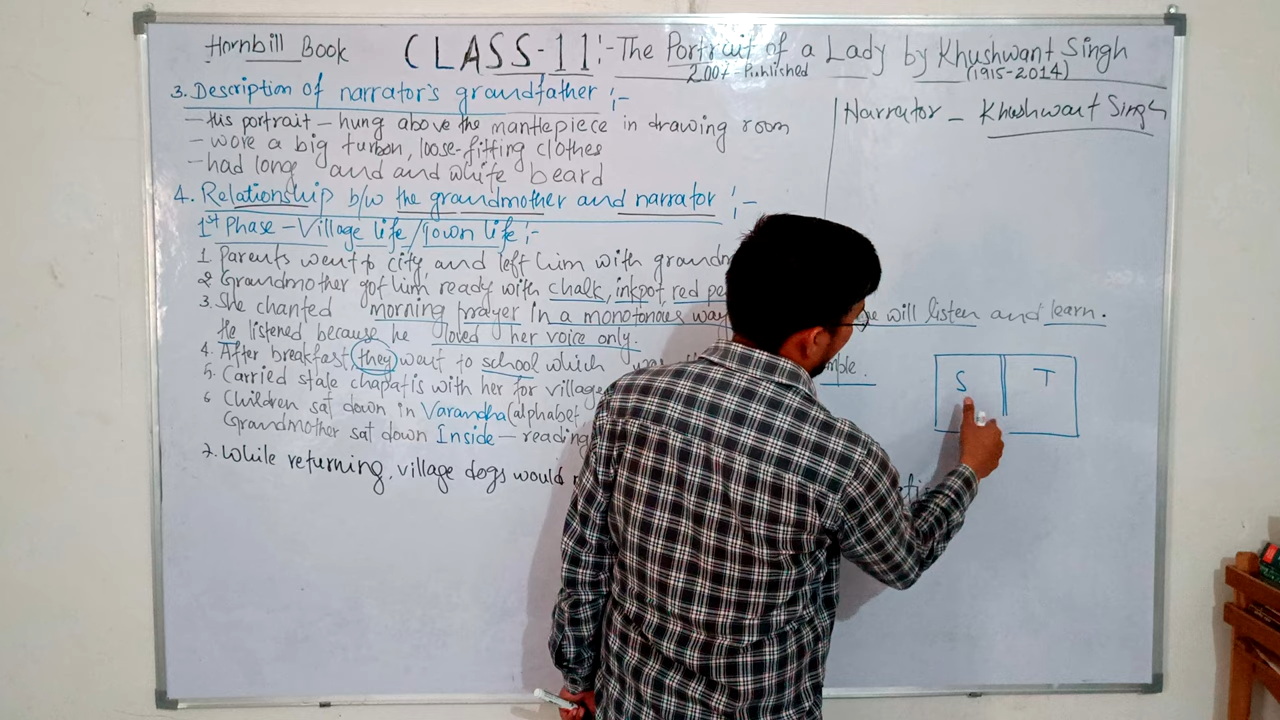 Hornbill Book CLASS-11:- The Portrait of a Lady by Khushwant Singh
2007-Published (1915-2014)
3. Description of narrator's grandfather :-
- His portrait - hung above the mantlepiece in drawing room
- wore a big turbon, loose-fitting clothes
- had long and and white beard
Narrator - Khushwant Singh
4. Relationship b/w the grandmother and narrator :-
1st Phase - Village life/Town life :-
1 Parents went to city, and left him with grandm
2 Grandmother got him ready with chalk, inkpot, red pe
3. She chanted morning prayer in a monotonous way he will listen and learn.
He listened because he loved her voice only.
4. After breakfast, they went to school which
5. Carried stale chapatis with her for village
6 Children sat down in Varandha (alphabet
Grandmother sat down Inside - reading
7. While returning, village dogs would
S T